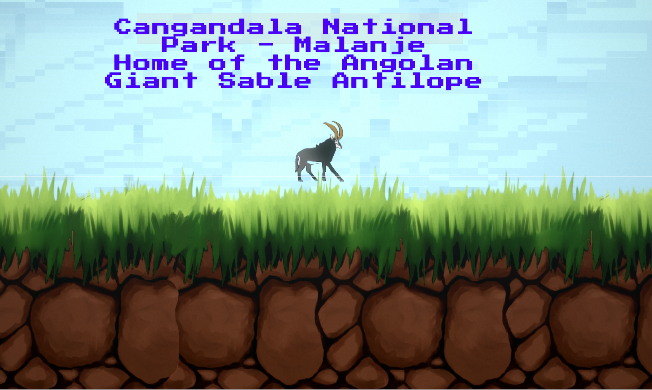 Cangandala National
Park - Malanje
Home of the Angolan
Giant Sable Antilope